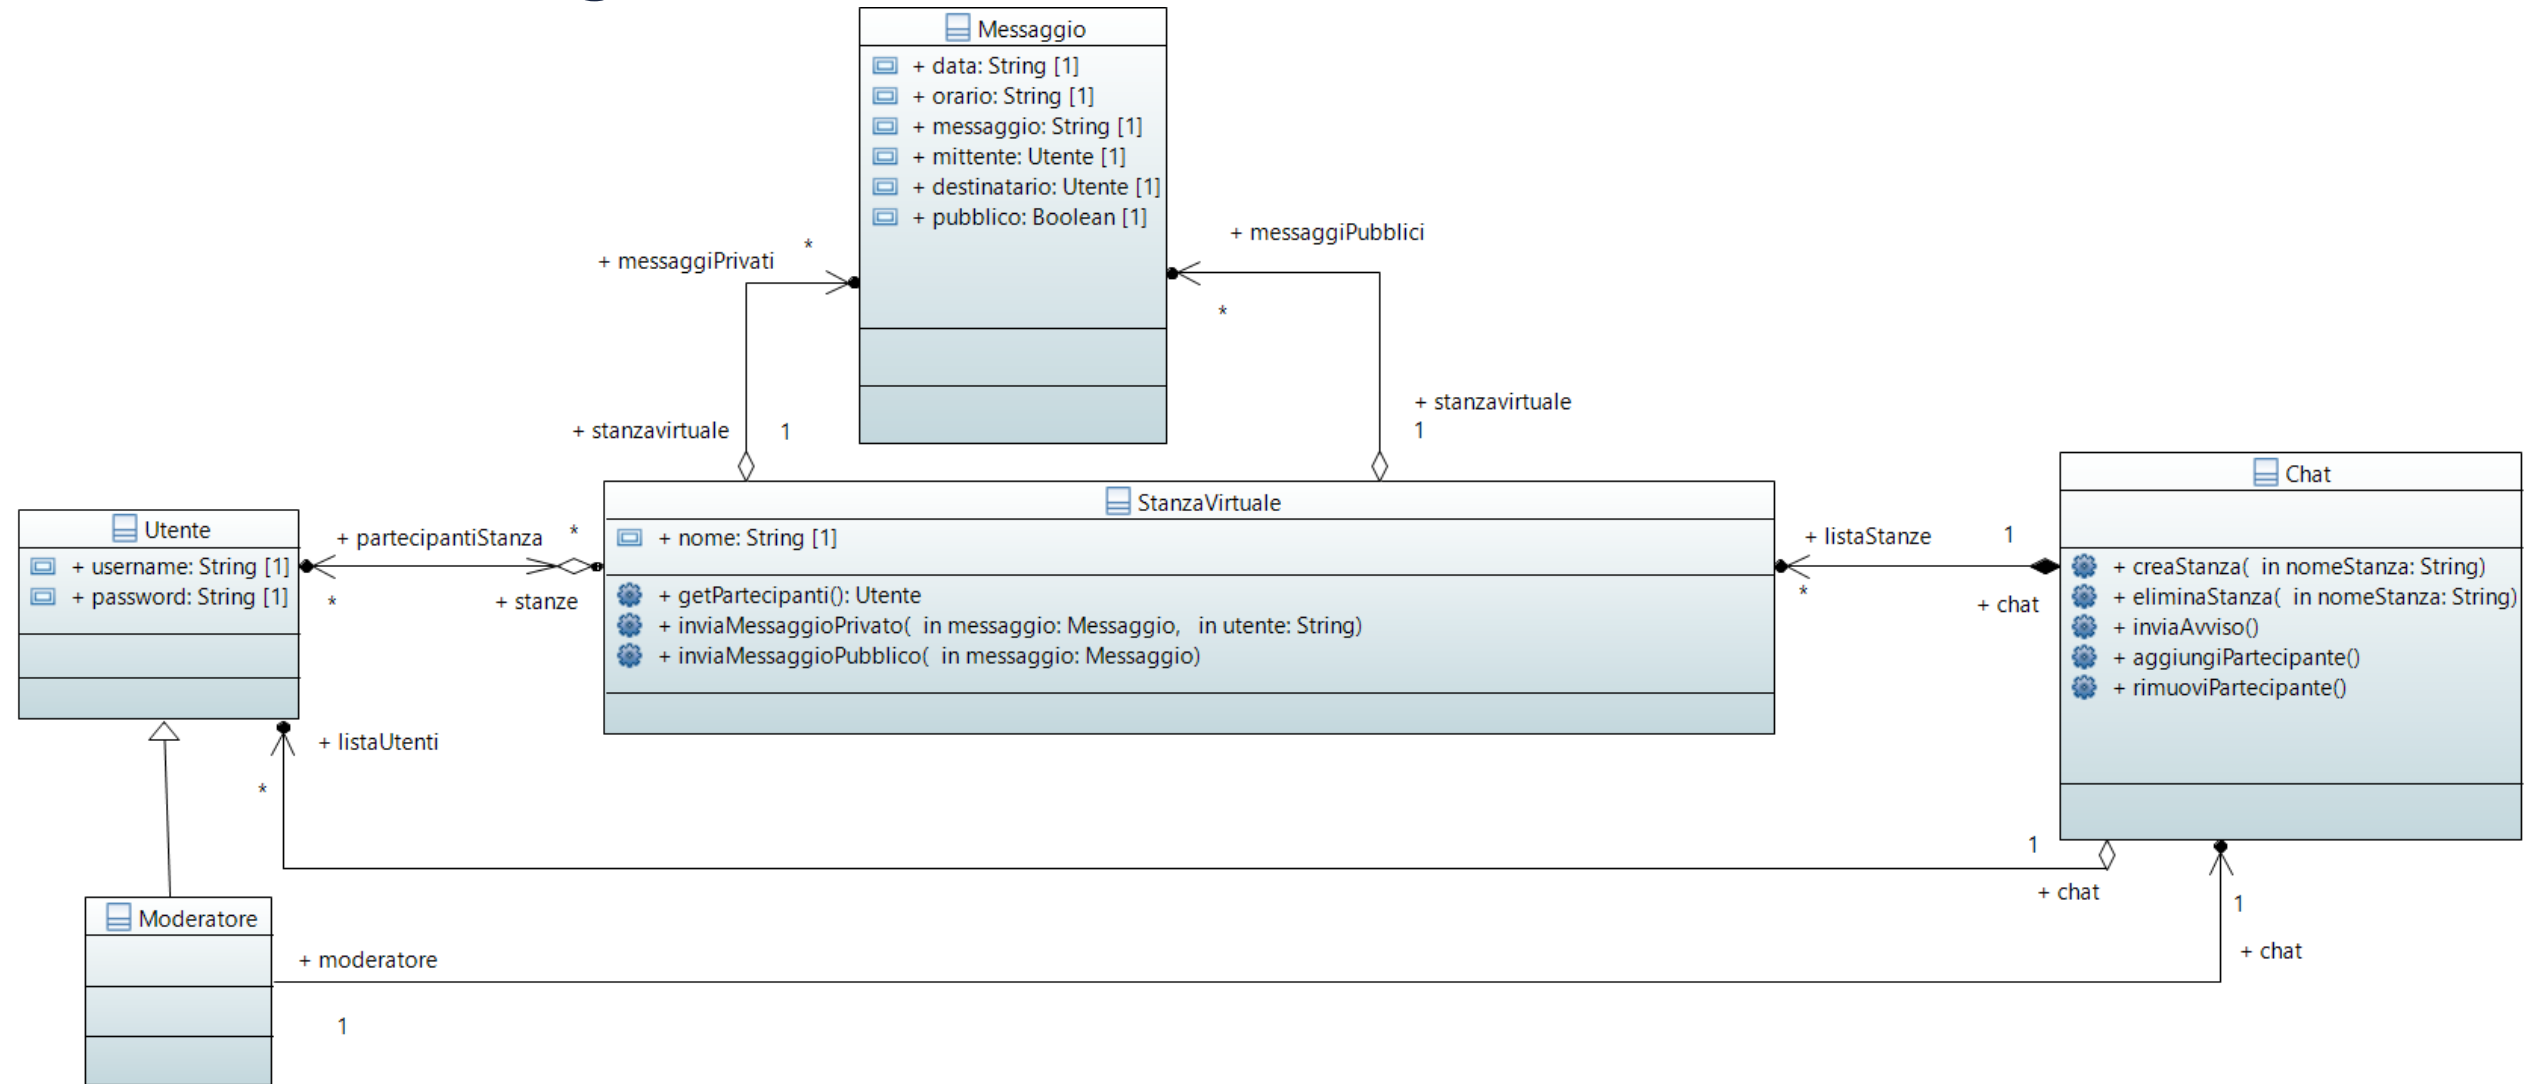 Messaggio
+ data: String [1]
+ orario: String [1]
+ messaggio: String [1]
+ mittente: Utente [1]
+ destinatario: Utente [1]
+ pubblico: Boolean [1]
+ messaggiPrivati
*
+ messaggiPubblici
*
+ stanzavirtuale
1
+ stanzavirtuale
1
Utente
+ username: String [1]
+ password: String [1]
+ partecipantiStanza
*
*
+ stanze
StanzaVirtuale
+ nome: String [1]
+ getPartecipanti(): Utente
+ inviaMessaggioPrivato( in messaggio: Messaggio, in utente: String)
+ inviaMessaggioPubblico( in messaggio: Messaggio)
+ listaStanze
1
*
+ chat
Chat
+ creaStanza( in nomeStanza: String)
+ eliminaStanza( in nomeStanza: String)
+ inviaAvviso()
+ aggiungiPartecipante()
+ rimuoviPartecipante()
+ listaUtenti
*
1
+ chat
Moderatore
+ moderatore
1
1
+ chat